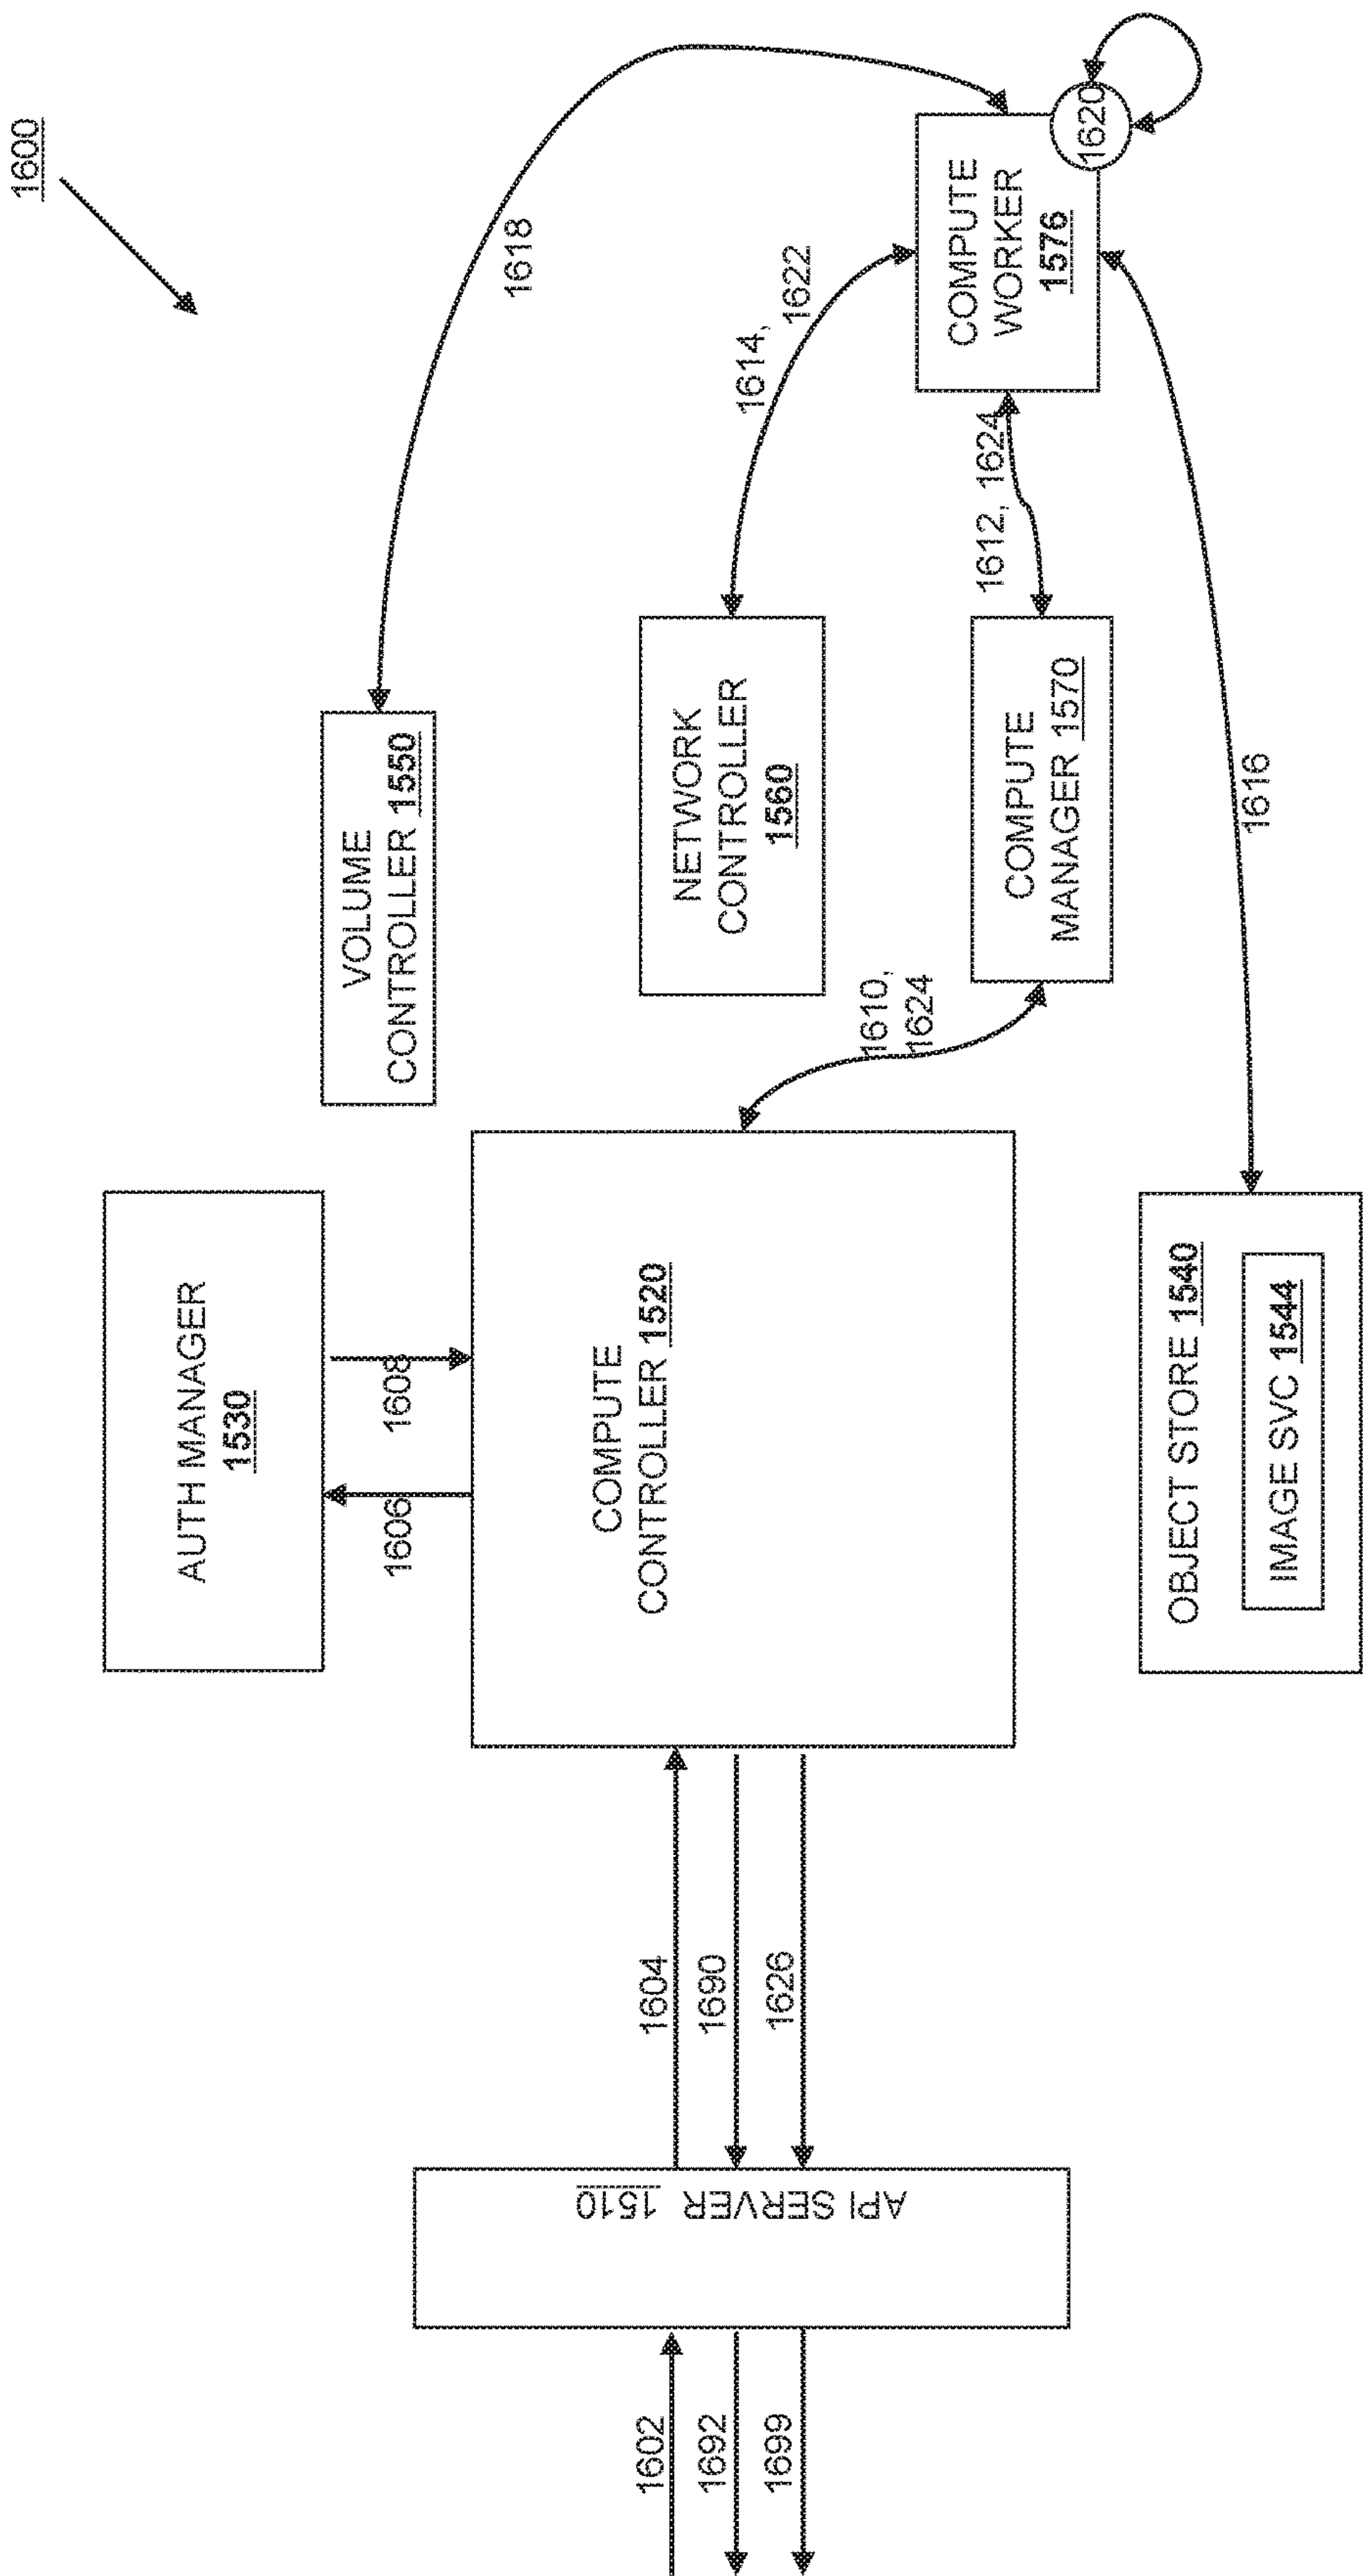 1600
AUTH MANAGER
1530
1606
1608
VOLUME
CONTROLLER 1550
1618
1602
1692
1699
API SERVER 1510
1604
1690
1626
COMPUTE
CONTROLLER 1520
1610,
1624
NETWORK
CONTROLLER
1560
1614,
1622
COMPUTE
MANAGER 1570
1612, 1624
COMPUTE
WORKER
1576
1620
OBJECT STORE 1540
IMAGE SVC 1544
1616